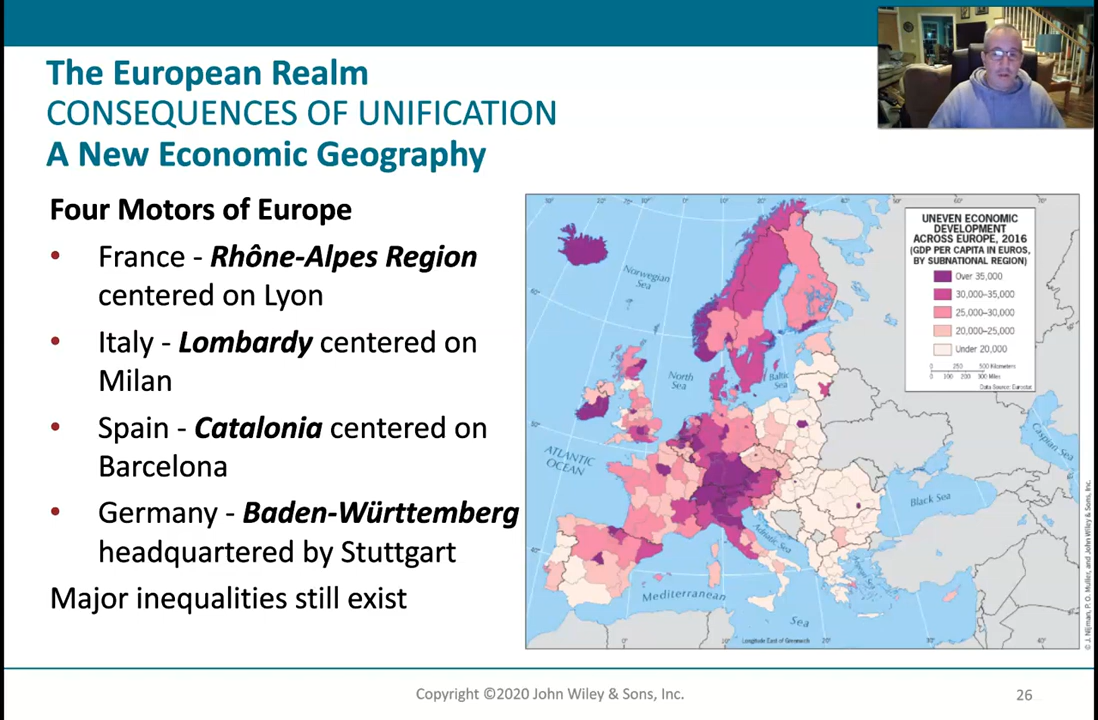 The European Realm
CONSEQUENCES OF UNIFICATION
A New Economic Geography
Four Motors of Europe
• France - Rhône-Alpes Region
centered on Lyon
• Italy - Lombardy centered on
Milan
• Spain - Catalonia centered on
Barcelona
• Germany - Baden-Württemberg
headquartered by Stuttgart
Major inequalities still exist
UNEVEN ECONOMIC
DEVELOPMENT
ACROSS EUROPE, 2016
(GDP PER CAPITA IN EUROS,
BY SUBNATIONAL REGION)
Over 35,000
30,000–35,000
25,000–30,000
20,000–25,000
Under 20,000
0 250 500 Kilometers
0 100 200 300 Miles
Data Source: Eurostat
Norwegian
Sea
North
Sea
Baltic
Sea
ATLANTIC
OCEAN
Caspian Sea
Black Sea
Adriatic Sea
Mediterranean
Sea
Longitude East of Greenwich
© J. Nijman, P. O. Muller, and John Wiley & Sons, Inc.
Copyright ©2020 John Wiley & Sons, Inc.
26